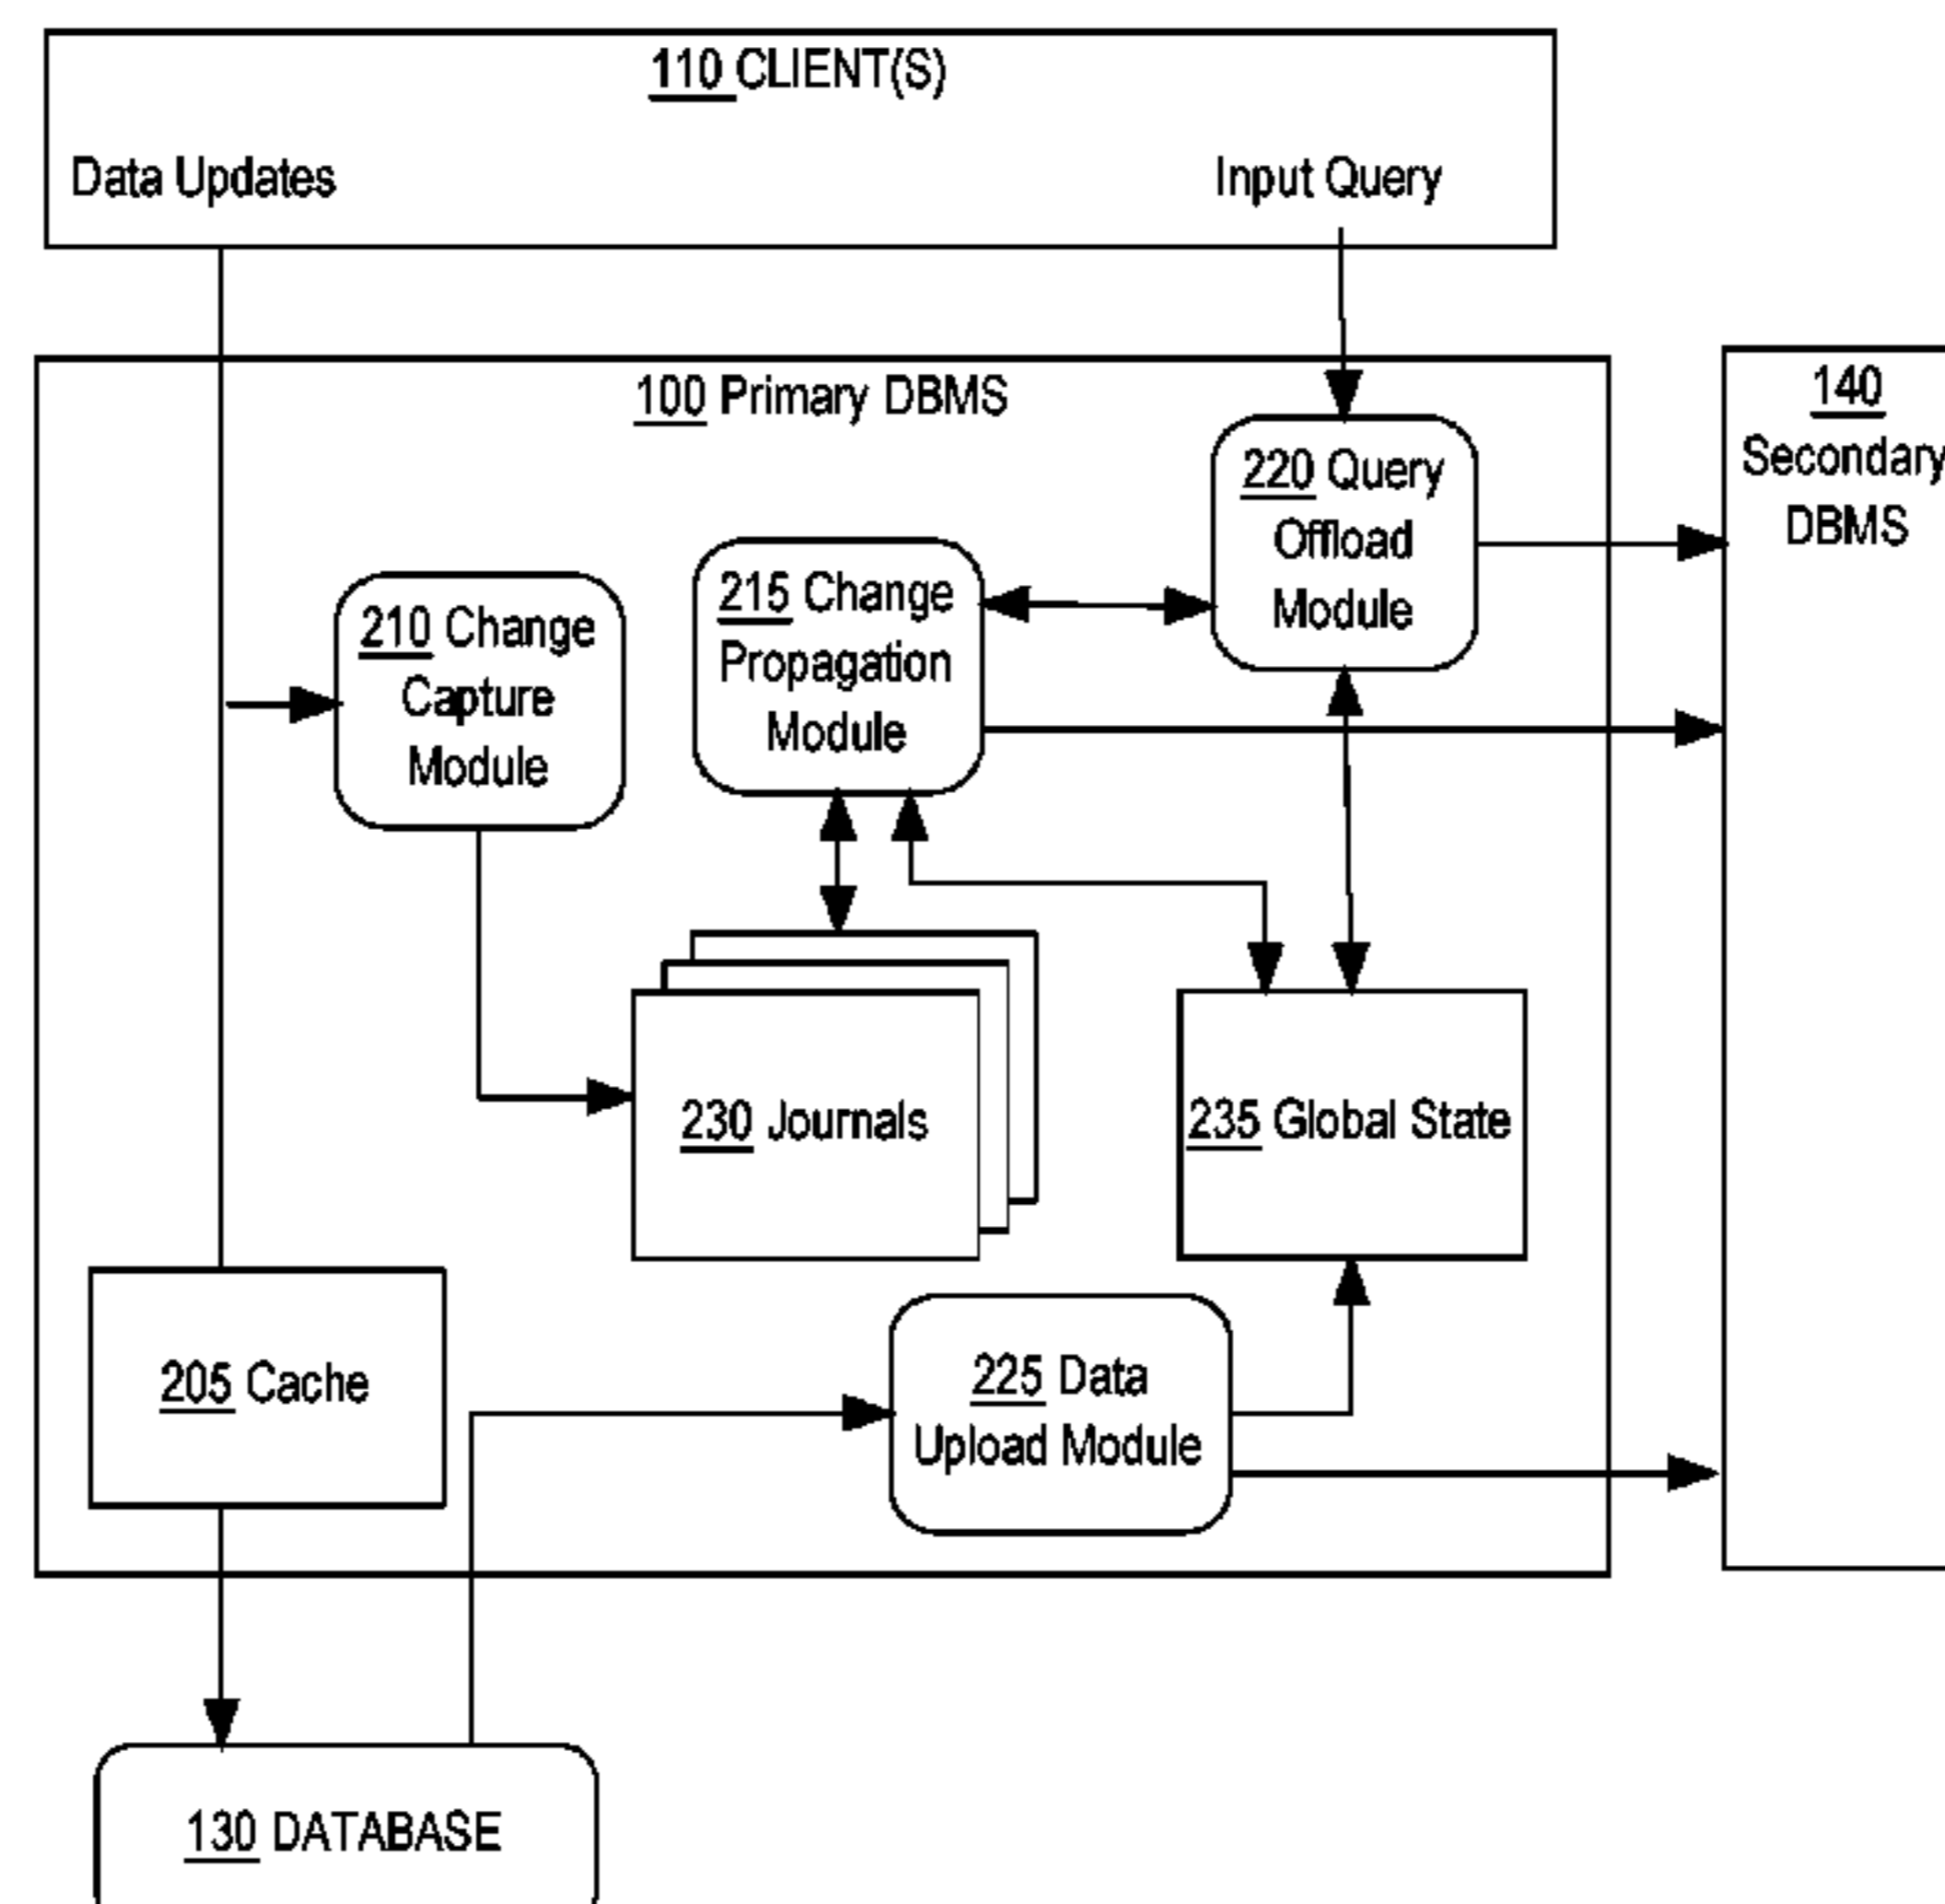 110 CLIENT(S)
Data Updates
Input Query
100 Primary DBMS
140
Secondary
DBMS
220 Query
Offload
Module
215 Change
Propagation
Module
210 Change
Capture
Module
230 Journals
235 Global State
205 Cache
225 Data
Upload Module
130 DATABASE